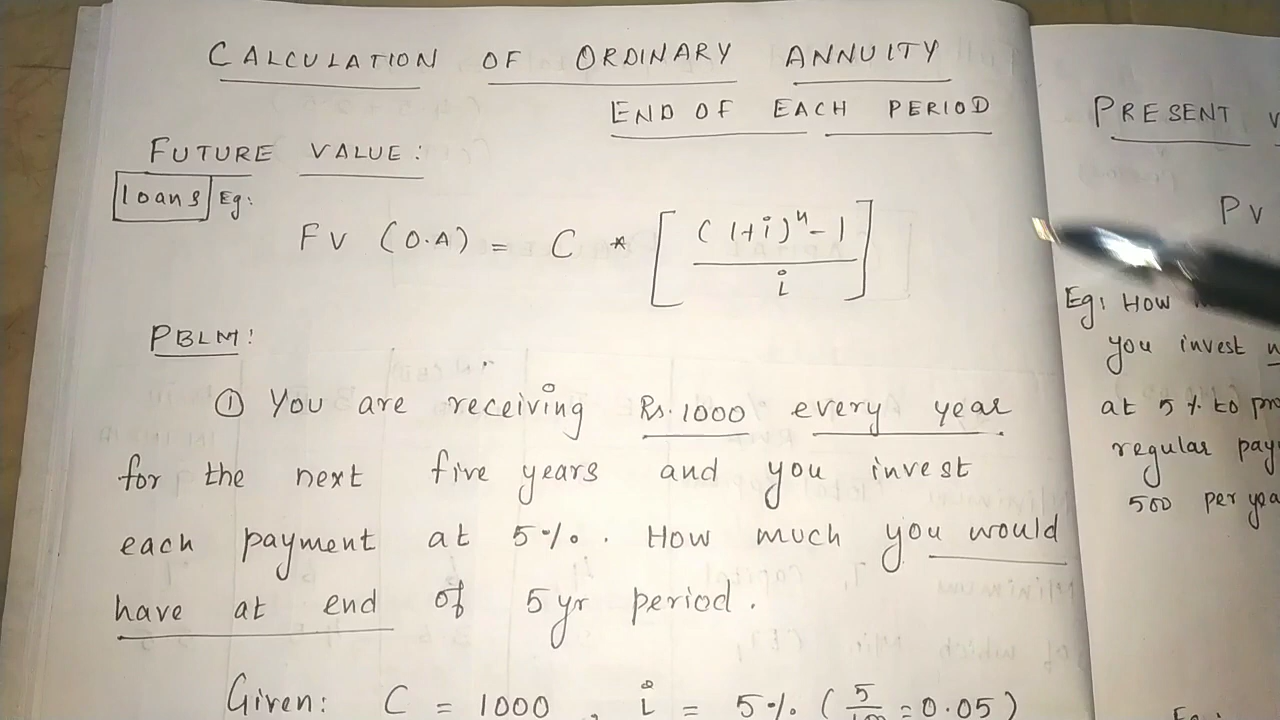 CALCULATION OF ORDINARY ANNUITY
END OF EACH PERIOD
FUTURE VALUE:
loans Eg:
FV (O.A) = C * [ (1+i)^n - 1 / i ]
PBLM:
① You are receiving Rs. 1000 every year
for the next five years and you invest
each payment at 5%. How much you would
have at end of 5 yr period.
Given: C = 1000, i = 5% (5/100 = 0.05)
PRESENT
PV
Eg: How
you invest
at 5% to
regular
500 per